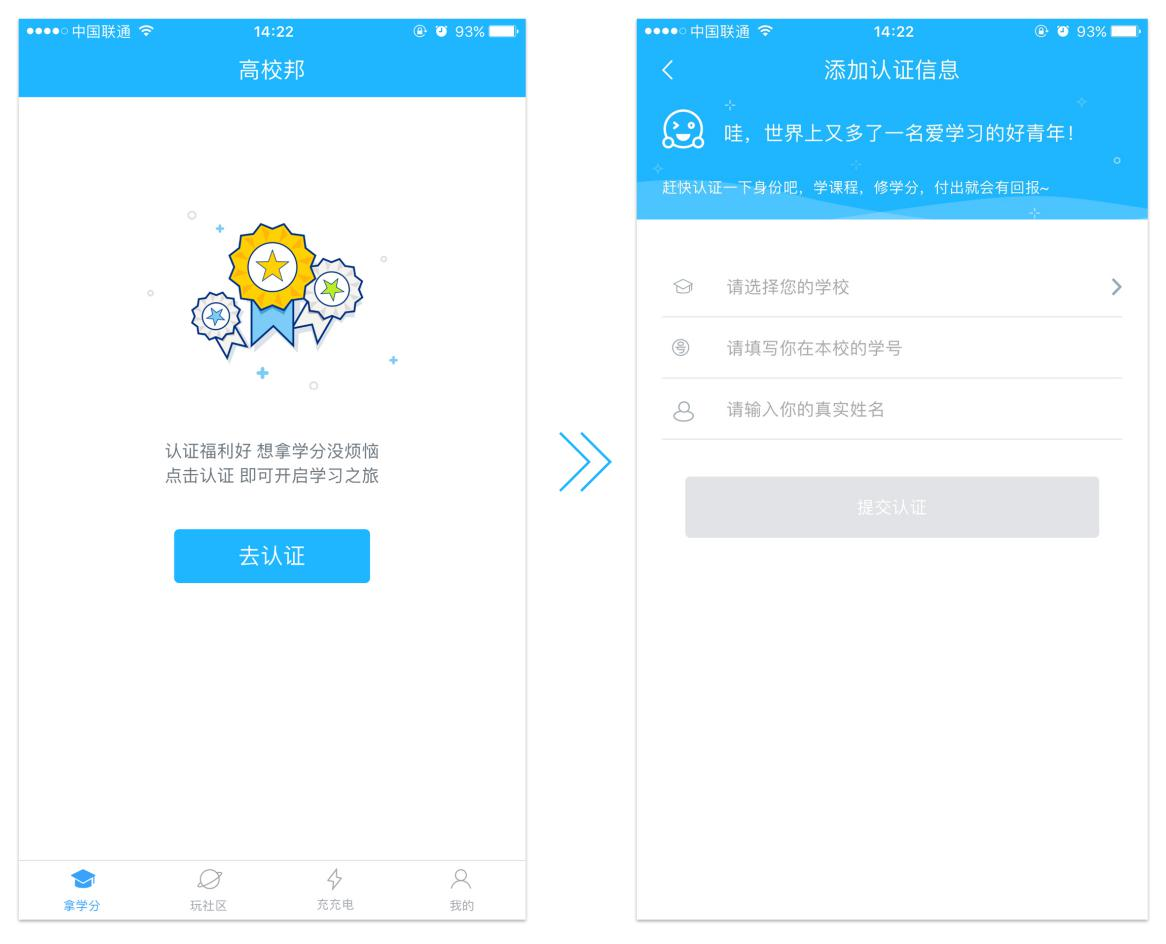 中国联通 14:22 93%
高校邦
认证福利好 想拿学分没烦恼
点击认证 即可开启学习之旅
去认证
拿学分 玩社区 充充电 我的
中国联通 14:22 93%
添加认证信息
哇，世界上又多了一名爱学习的好青年！
赶快认证一下身份吧，学课程，修学分，付出就会有回报~
请选择您的学校
号 请填写你在本校的学号
请输入你的真实姓名
提交认证